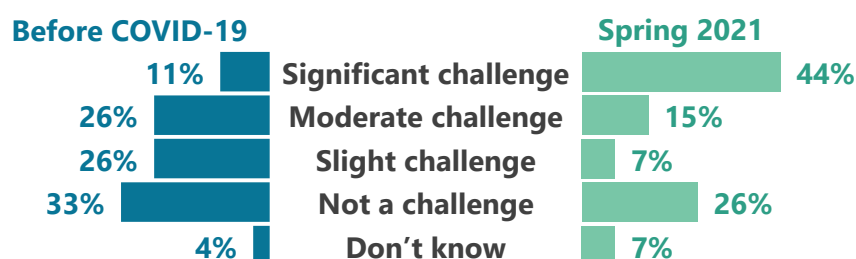 Before COVID-19 Spring 2021
11% Significant challenge 44%
26% Moderate challenge 15%
26% Slight challenge 7%
33% Not a challenge 26%
4% Don’t know 7%